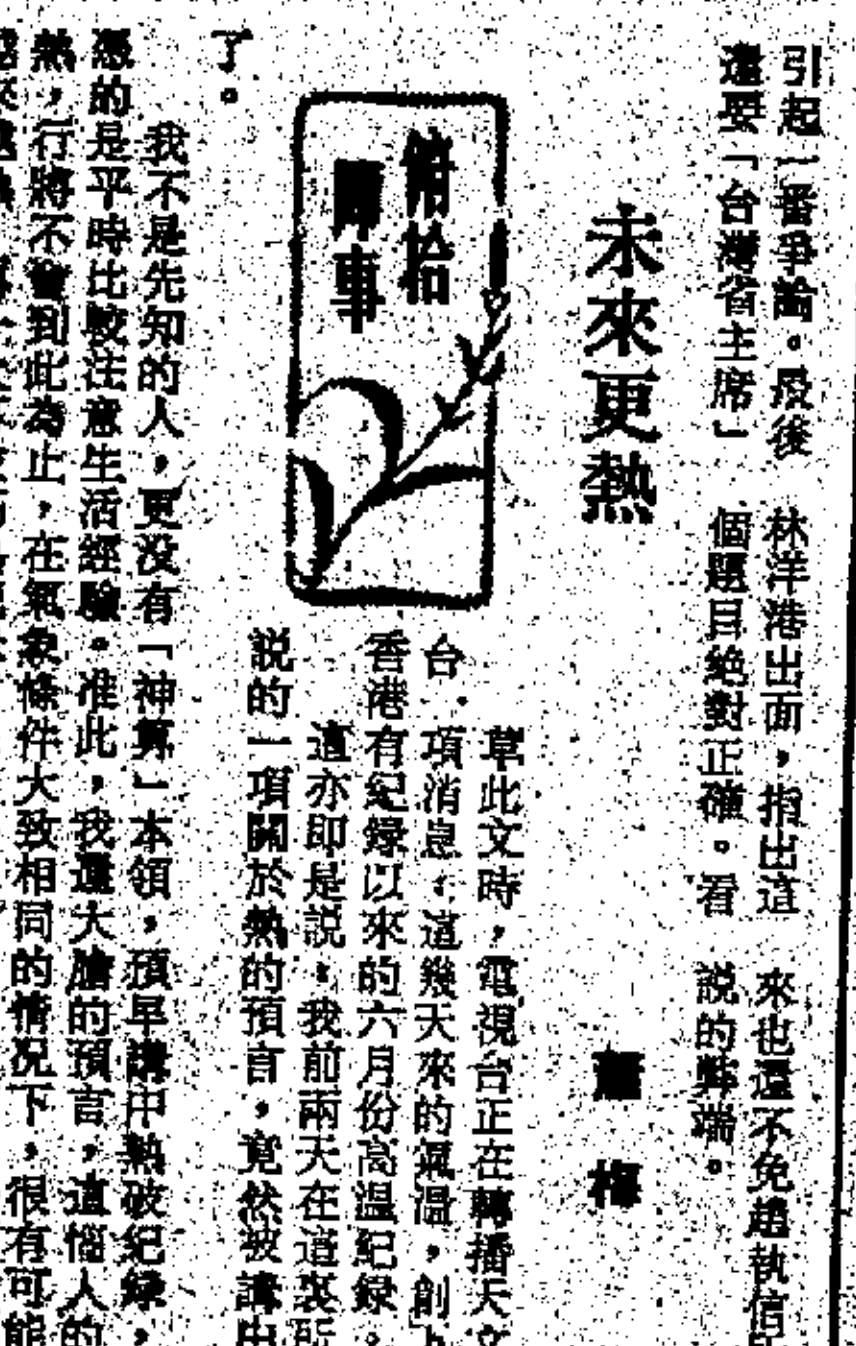 引起一番爭論。最後
還要「台灣省主席」
林洋港出面，指出這
個題目絕對正確。看
來也還不免趙執信
說的弊端。
未來更熱
梅
俯拾
即事
草此文時，電視台正在轉播天文
台一項消息：這幾天來的氣溫，創
香港有紀錄以來的六月份高溫紀錄。
這亦即是說，我前兩天在這裏所
說的一項關於熱的預言，竟然被講中
了。
我不是先知的人，更沒有「神算」本領，預早講中熱破紀錄，
憑的是平時比較注意生活經驗。准此，我還大膽的預言，這惱人的
熱，行將不會到此為止，在氣象條件大致相同的情況下，很有可能